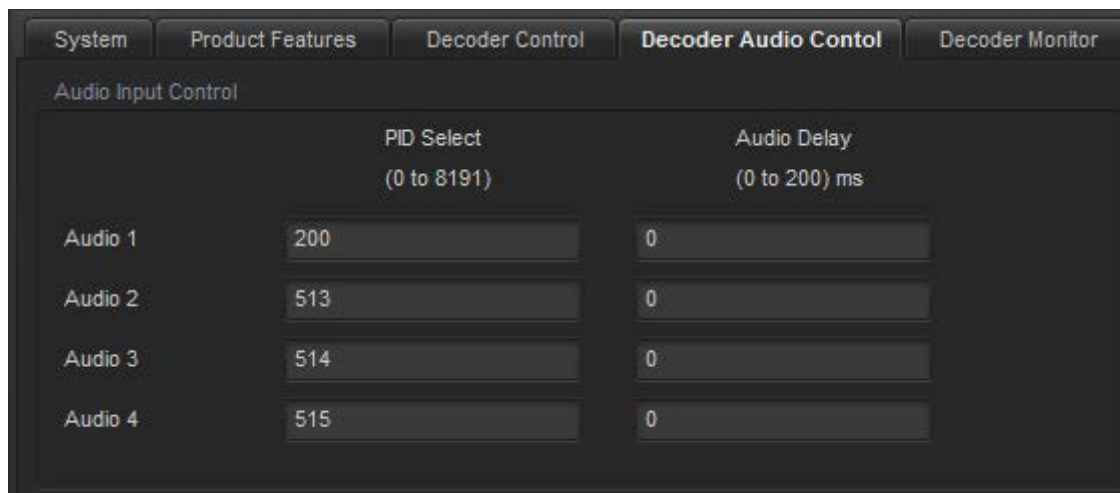 System Product Features Decoder Control Decoder Audio Contol Decoder Monitor
Audio Input Control
PID Select Audio Delay
(0 to 8191) (0 to 200) ms
Audio 1 200 0
Audio 2 513 0
Audio 3 514 0
Audio 4 515 0